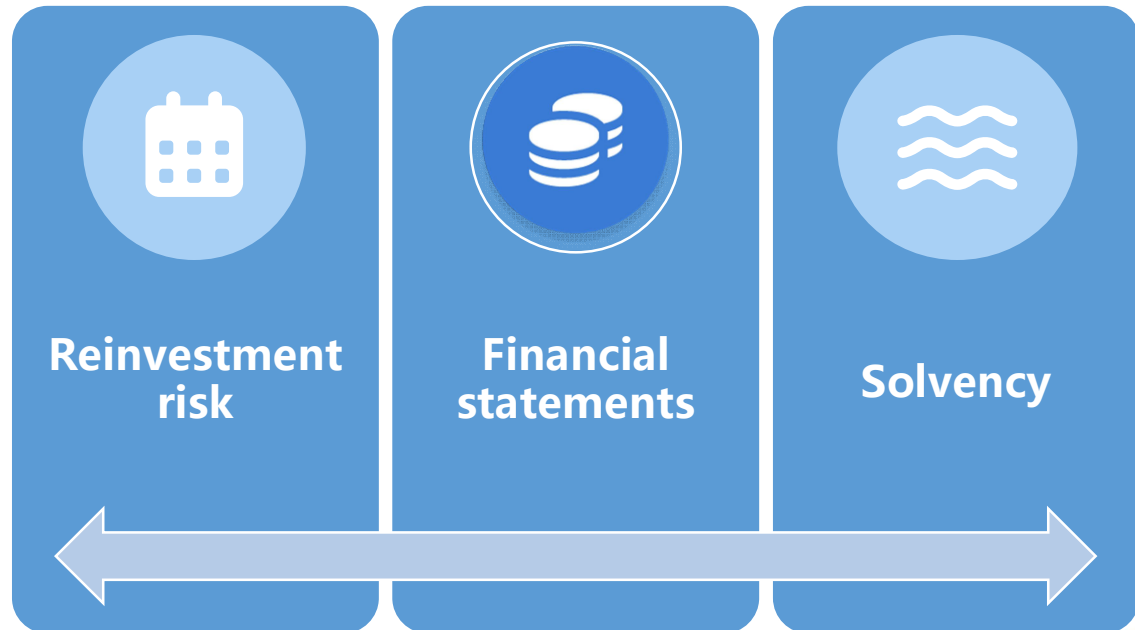 Reinvestment
risk
Financial
statements
Solvency